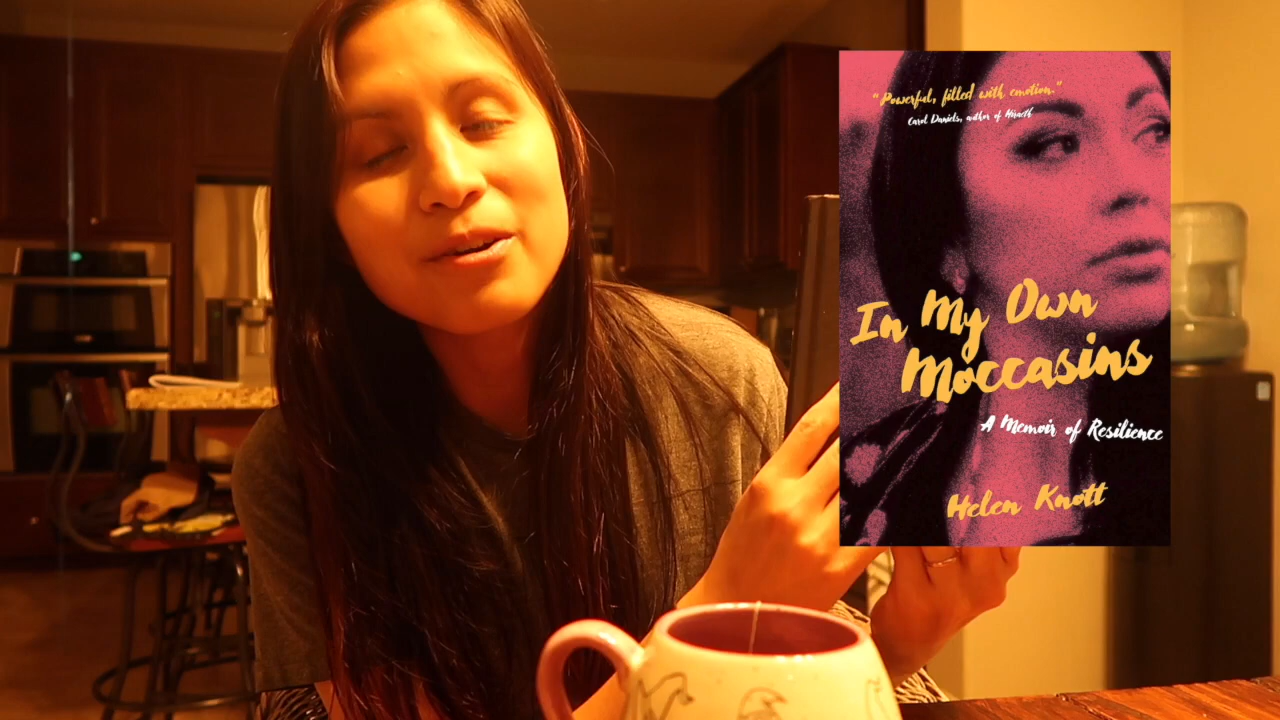 "Powerful, filled with emotion."
Carol Daniels, author of Hiraeth
In My Own
Moccasins
A Memoir of Resilience
Helen Knott